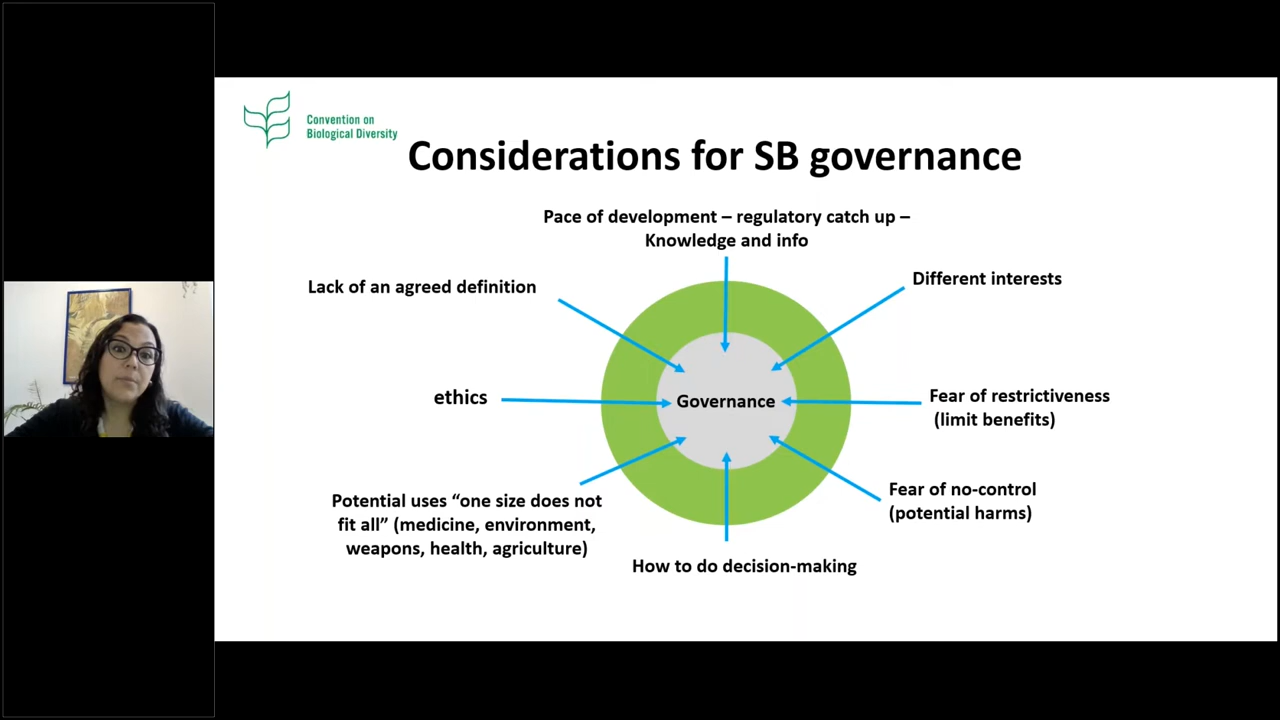 Convention on
Biological Diversity
Considerations for SB governance
Pace of development – regulatory catch up –
Knowledge and info
Lack of an agreed definition
Different interests
ethics
Governance
Fear of restrictiveness
(limit benefits)
Fear of no-control
(potential harms)
Potential uses “one size does not
fit all” (medicine, environment,
weapons, health, agriculture)
How to do decision-making